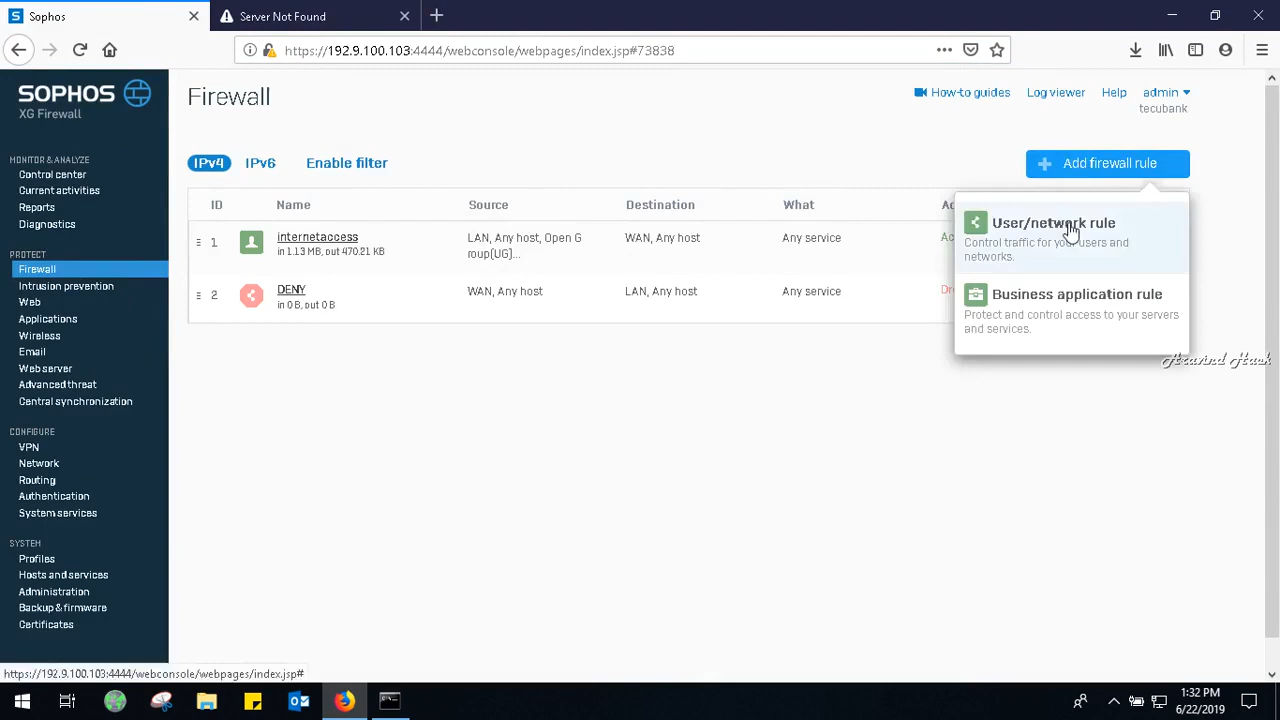 Sophos
Server Not Found
https://192.9.100.103:4444/webconsole/webpages/index.jsp#73838
SOPHOS
XG Firewall
MONITOR & ANALYZE
Control center
Current activities
Reports
Diagnostics
PROTECT
Firewall
Intrusion prevention
Web
Applications
Wireless
Email
Web server
Advanced threat
Central synchronization
CONFIGURE
VPN
Network
Routing
Authentication
System services
SYSTEM
Profiles
Hosts and services
Administration
Backup & firmware
Certificates
Firewall
How-to guides Log viewer Help admin
tecubank
IPv4 IPv6 Enable filter
Add firewall rule
ID Name Source Destination What
1 internetaccess LAN, Any host, Open G WAN, Any host Any service
in 1.13 MB, out 470.21 KB roup(UG)...
2 DENY WAN, Any host LAN, Any host Any service
in 0 B, out 0 B
User/network rule
Control traffic for your users and
networks.
Business application rule
Protect and control access to your servers
and services.
Aravind Hack
https://192.9.100.103:4444/webconsole/webpages/index.jsp#
1:32 PM
6/22/2019